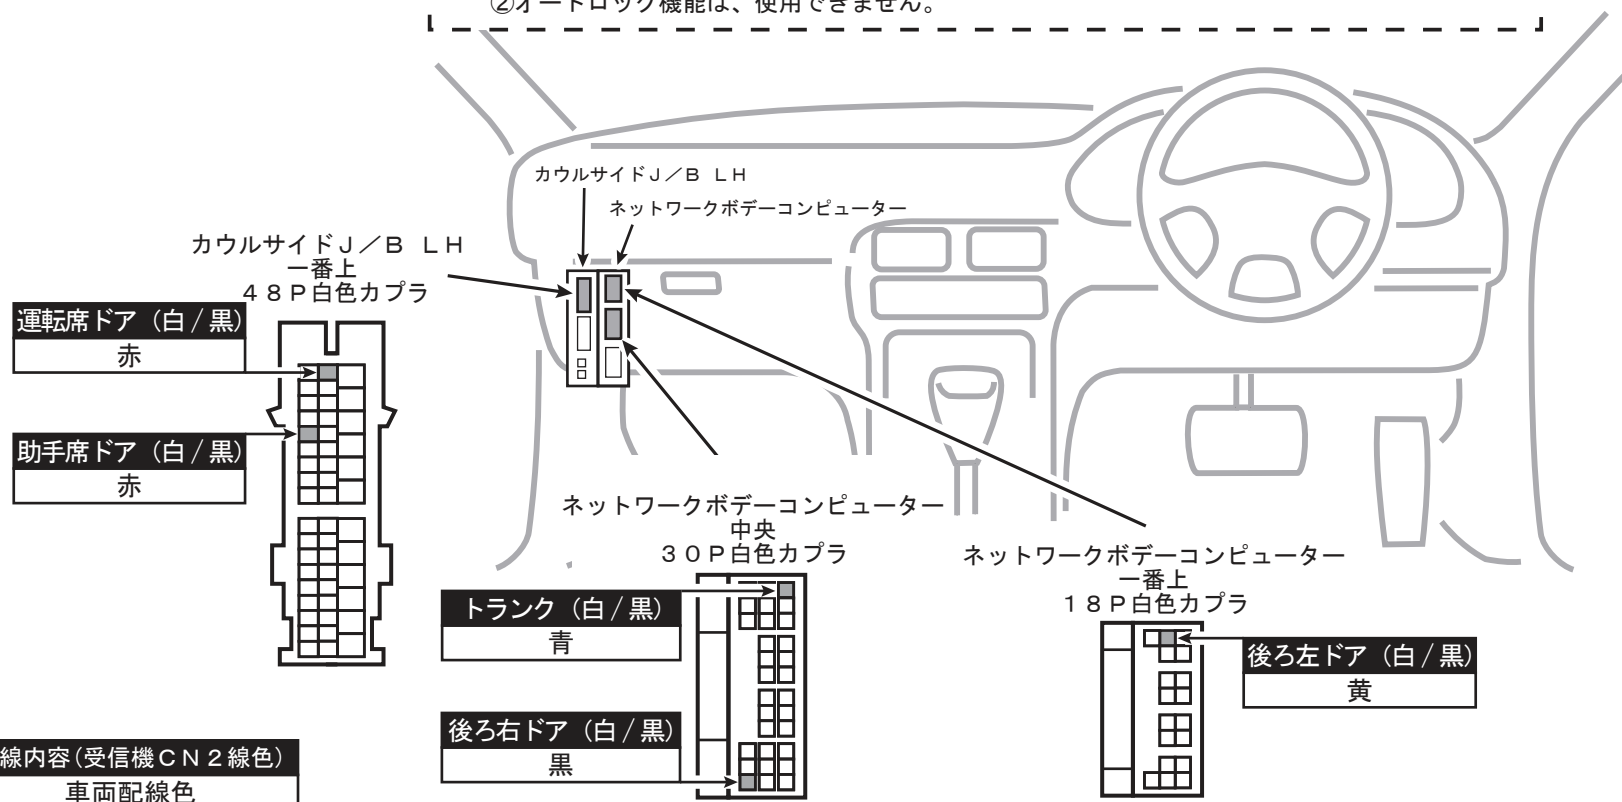 ②オートロック機能は、使用できません。
カウルサイドＪ／Ｂ　ＬＨ
ネットワークボデーコンピューター
カウルサイドＪ／Ｂ　ＬＨ
一番上
４８Ｐ白色カプラ
運転席ドア（白/黒）
赤
助手席ドア（白/黒）
赤
ネットワークボデーコンピューター
中央
３０Ｐ白色カプラ
トランク（白/黒）
青
後ろ右ドア（白/黒）
黒
ネットワークボデーコンピューター
一番上
１８Ｐ白色カプラ
後ろ左ドア（白/黒）
黄
線内容(受信機ＣＮ２線色)
車両配線色